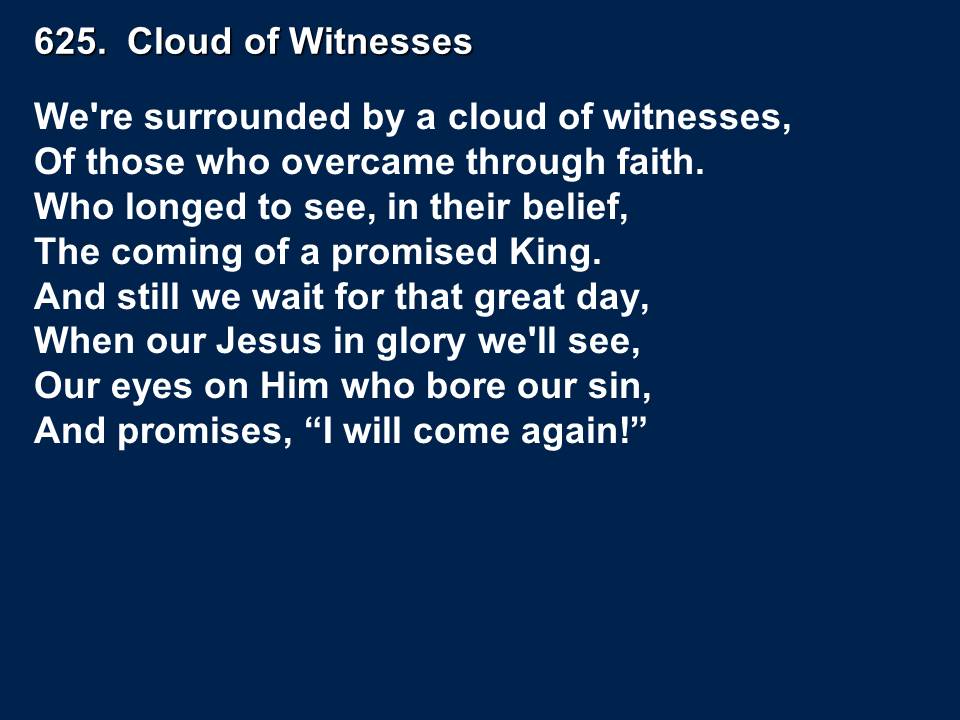 625.  Cloud of Witnesses
We're surrounded by a cloud of witnesses,
Of those who overcame through faith.
Who longed to see, in their belief,
The coming of a promised King.
And still we wait for that great day,
When our Jesus in glory we'll see,
Our eyes on Him who bore our sin,
And promises, “I will come again!”